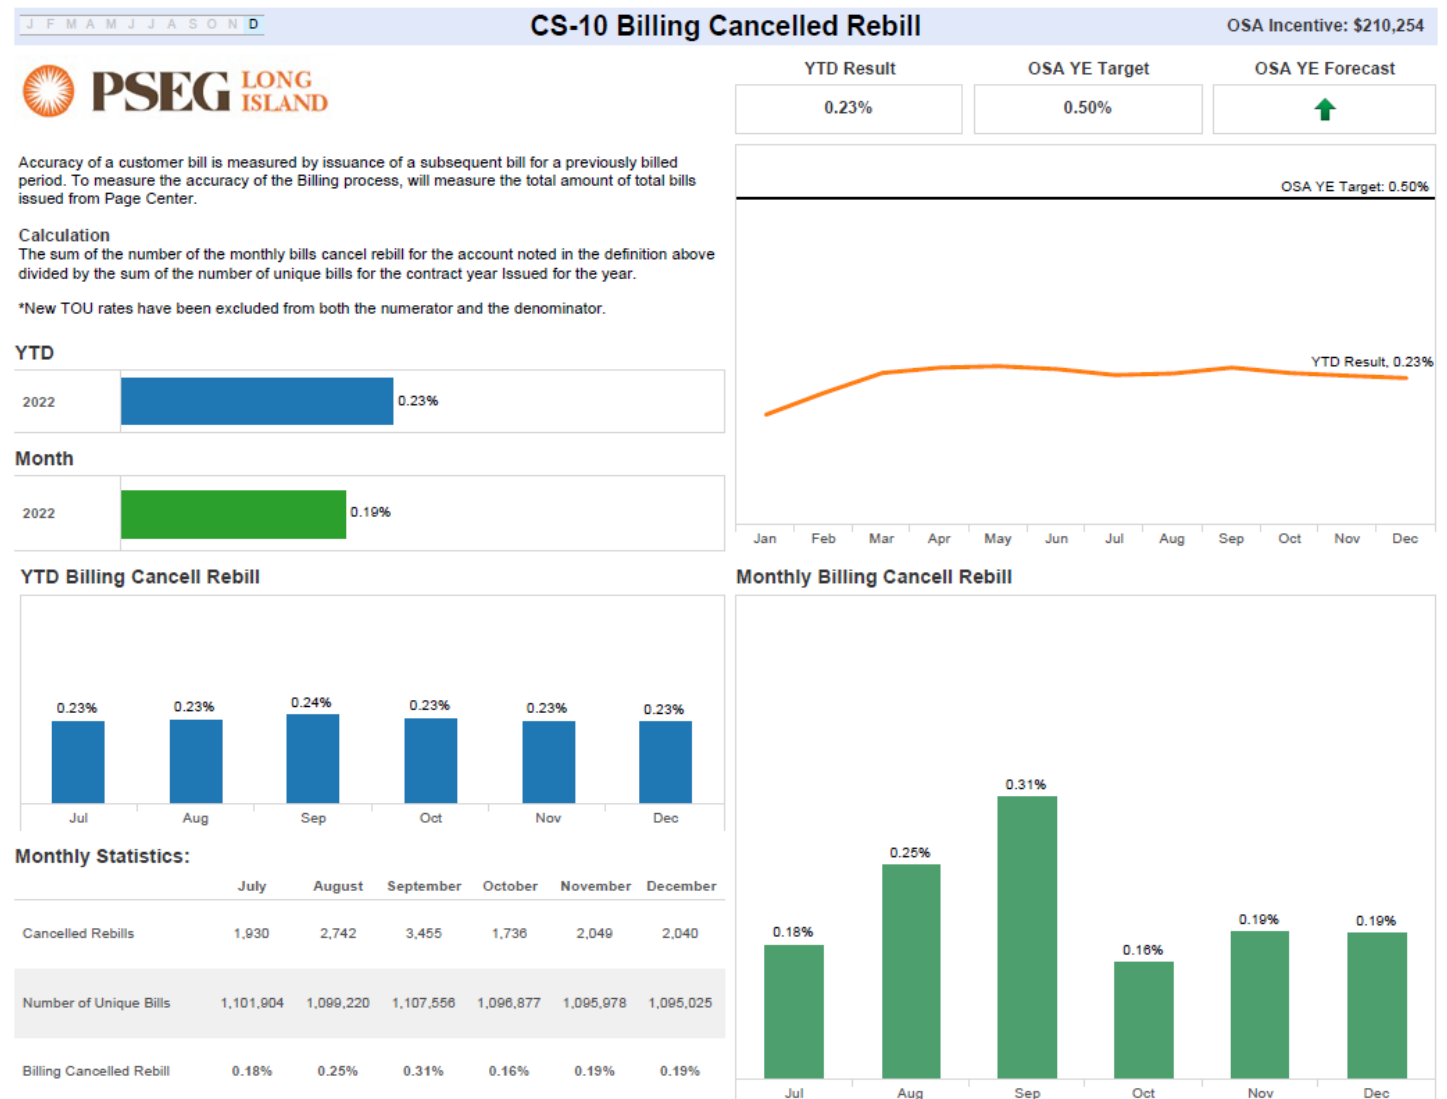 J F M A M J J A S O N D
CS-10 Billing Cancelled Rebill
OSA Incentive: $210,254
PSEG LONG ISLAND
YTD Result
OSA YE Target
OSA YE Forecast
0.23%
0.50%
Accuracy of a customer bill is measured by issuance of a subsequent bill for a previously billed
period. To measure the accuracy of the Billing process, will measure the total amount of total bills
issued from Page Center.
Calculation
The sum of the number of the monthly bills cancel rebill for the account noted in the definition above
divided by the sum of the number of unique bills for the contract year Issued for the year.
*New TOU rates have been excluded from both the numerator and the denominator.
OSA YE Target: 0.50%
YTD Result, 0.23%
Jan Feb Mar Apr May Jun Jul Aug Sep Oct Nov Dec
YTD
2022
0.23%
Month
2022
0.19%
YTD Billing Cancell Rebill
0.23% 0.23% 0.24% 0.23% 0.23% 0.23%
Jul Aug Sep Oct Nov Dec
Monthly Billing Cancell Rebill
0.18% 0.25% 0.31% 0.16% 0.19% 0.19%
Jul Aug Sep Oct Nov Dec
Monthly Statistics:
July August September October November December
Cancelled Rebills 1,930 2,742 3,455 1,736 2,049 2,040
Number of Unique Bills 1,101,904 1,099,220 1,107,556 1,096,877 1,095,978 1,095,025
Billing Cancelled Rebill 0.18% 0.25% 0.31% 0.16% 0.19% 0.19%